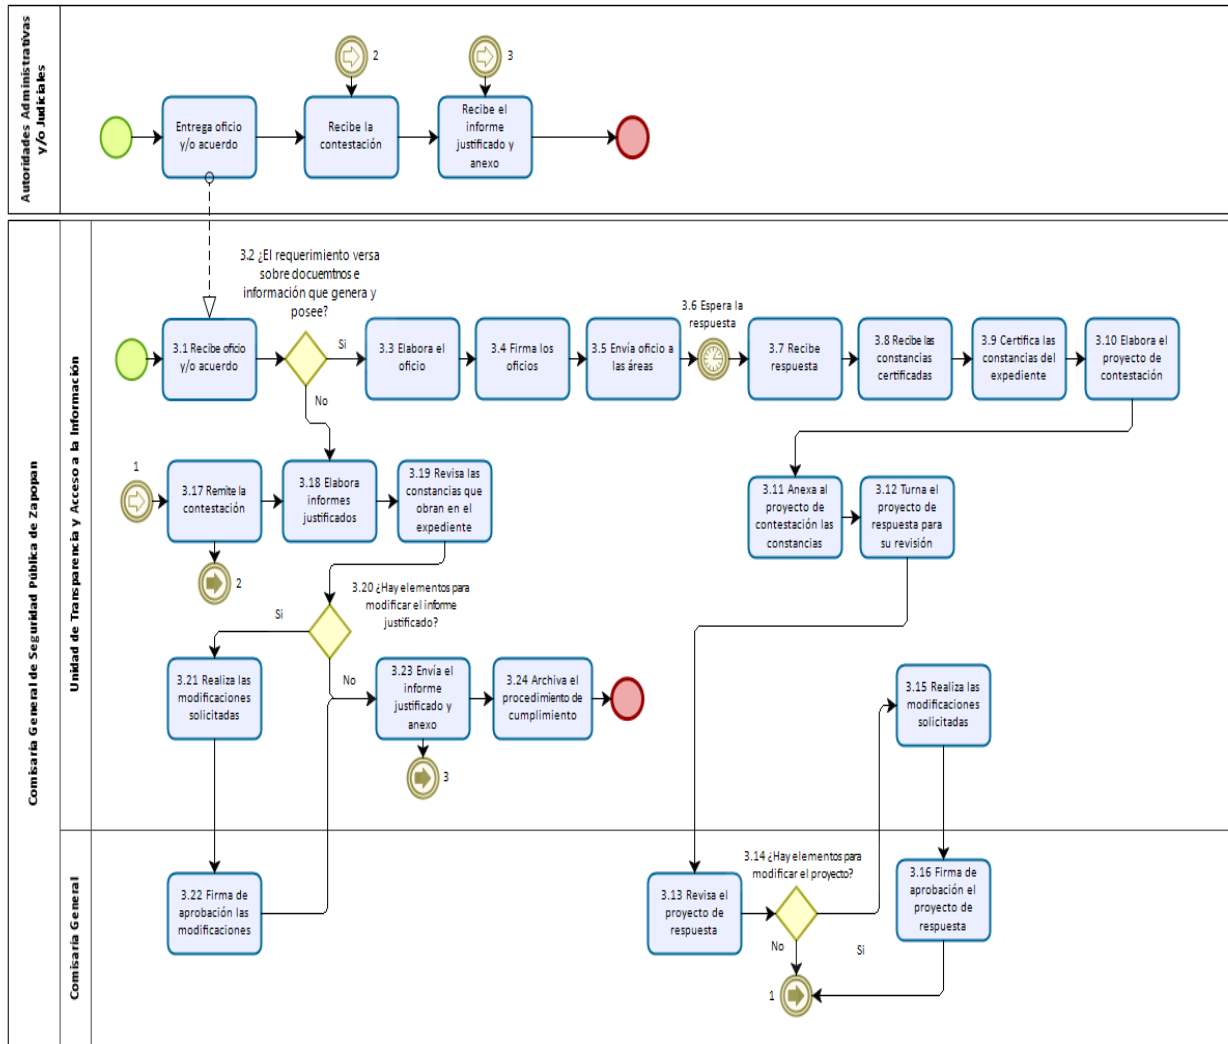 Autoridades Administrativas
y/o Judiciales
2
3
Entrega oficio
y/o acuerdo
Recibe la
contestación
Recibe el
informe
justificado y
anexo
Comisaría General de Seguridad Pública de Zapopan
Unidad de Transparencia y Acceso a la Información
3.2 ¿El requerimiento versa
sobre documtnos e
información que genera y
posee?
3.1 Recibe oficio
y/o acuerdo
Si
No
3.3 Elabora el
oficio
3.4 Firma los
oficios
3.5 Envía oficio a
las áreas
3.6 Espera la
respuesta
3.7 Recibe
respuesta
3.8 Recibe las
constancias
certificadas
3.9 Certifica las
constancias del
expediente
3.10 Elabora el
proyecto de
contestación
1
3.17 Remite la
contestación
2
3.18 Elabora
informes
justificados
3.19 Revisa las
constancias que
obran en el
expediente
3.11 Anexa al
proyecto de
contestación las
constancias
3.12 Turna el
proyecto de
respuesta para
su revisión
3.20 ¿Hay elementos para
modificar el informe
justificado?
Si
No
3.21 Realiza las
modificaciones
solicitadas
3.23 Envía el
informe
justificado y
anexo
3
3.24 Archiva el
procedimiento de
cumplimiento
3.15 Realiza las
modificaciones
solicitadas
Comisaría General
3.22 Firma de
aprobación las
modificaciones
3.13 Revisa el
proyecto de
respuesta
3.14 ¿Hay elementos para
modificar el proyecto?
No
Si
1
3.16 Firma de
aprobación el
proyecto de
respuesta